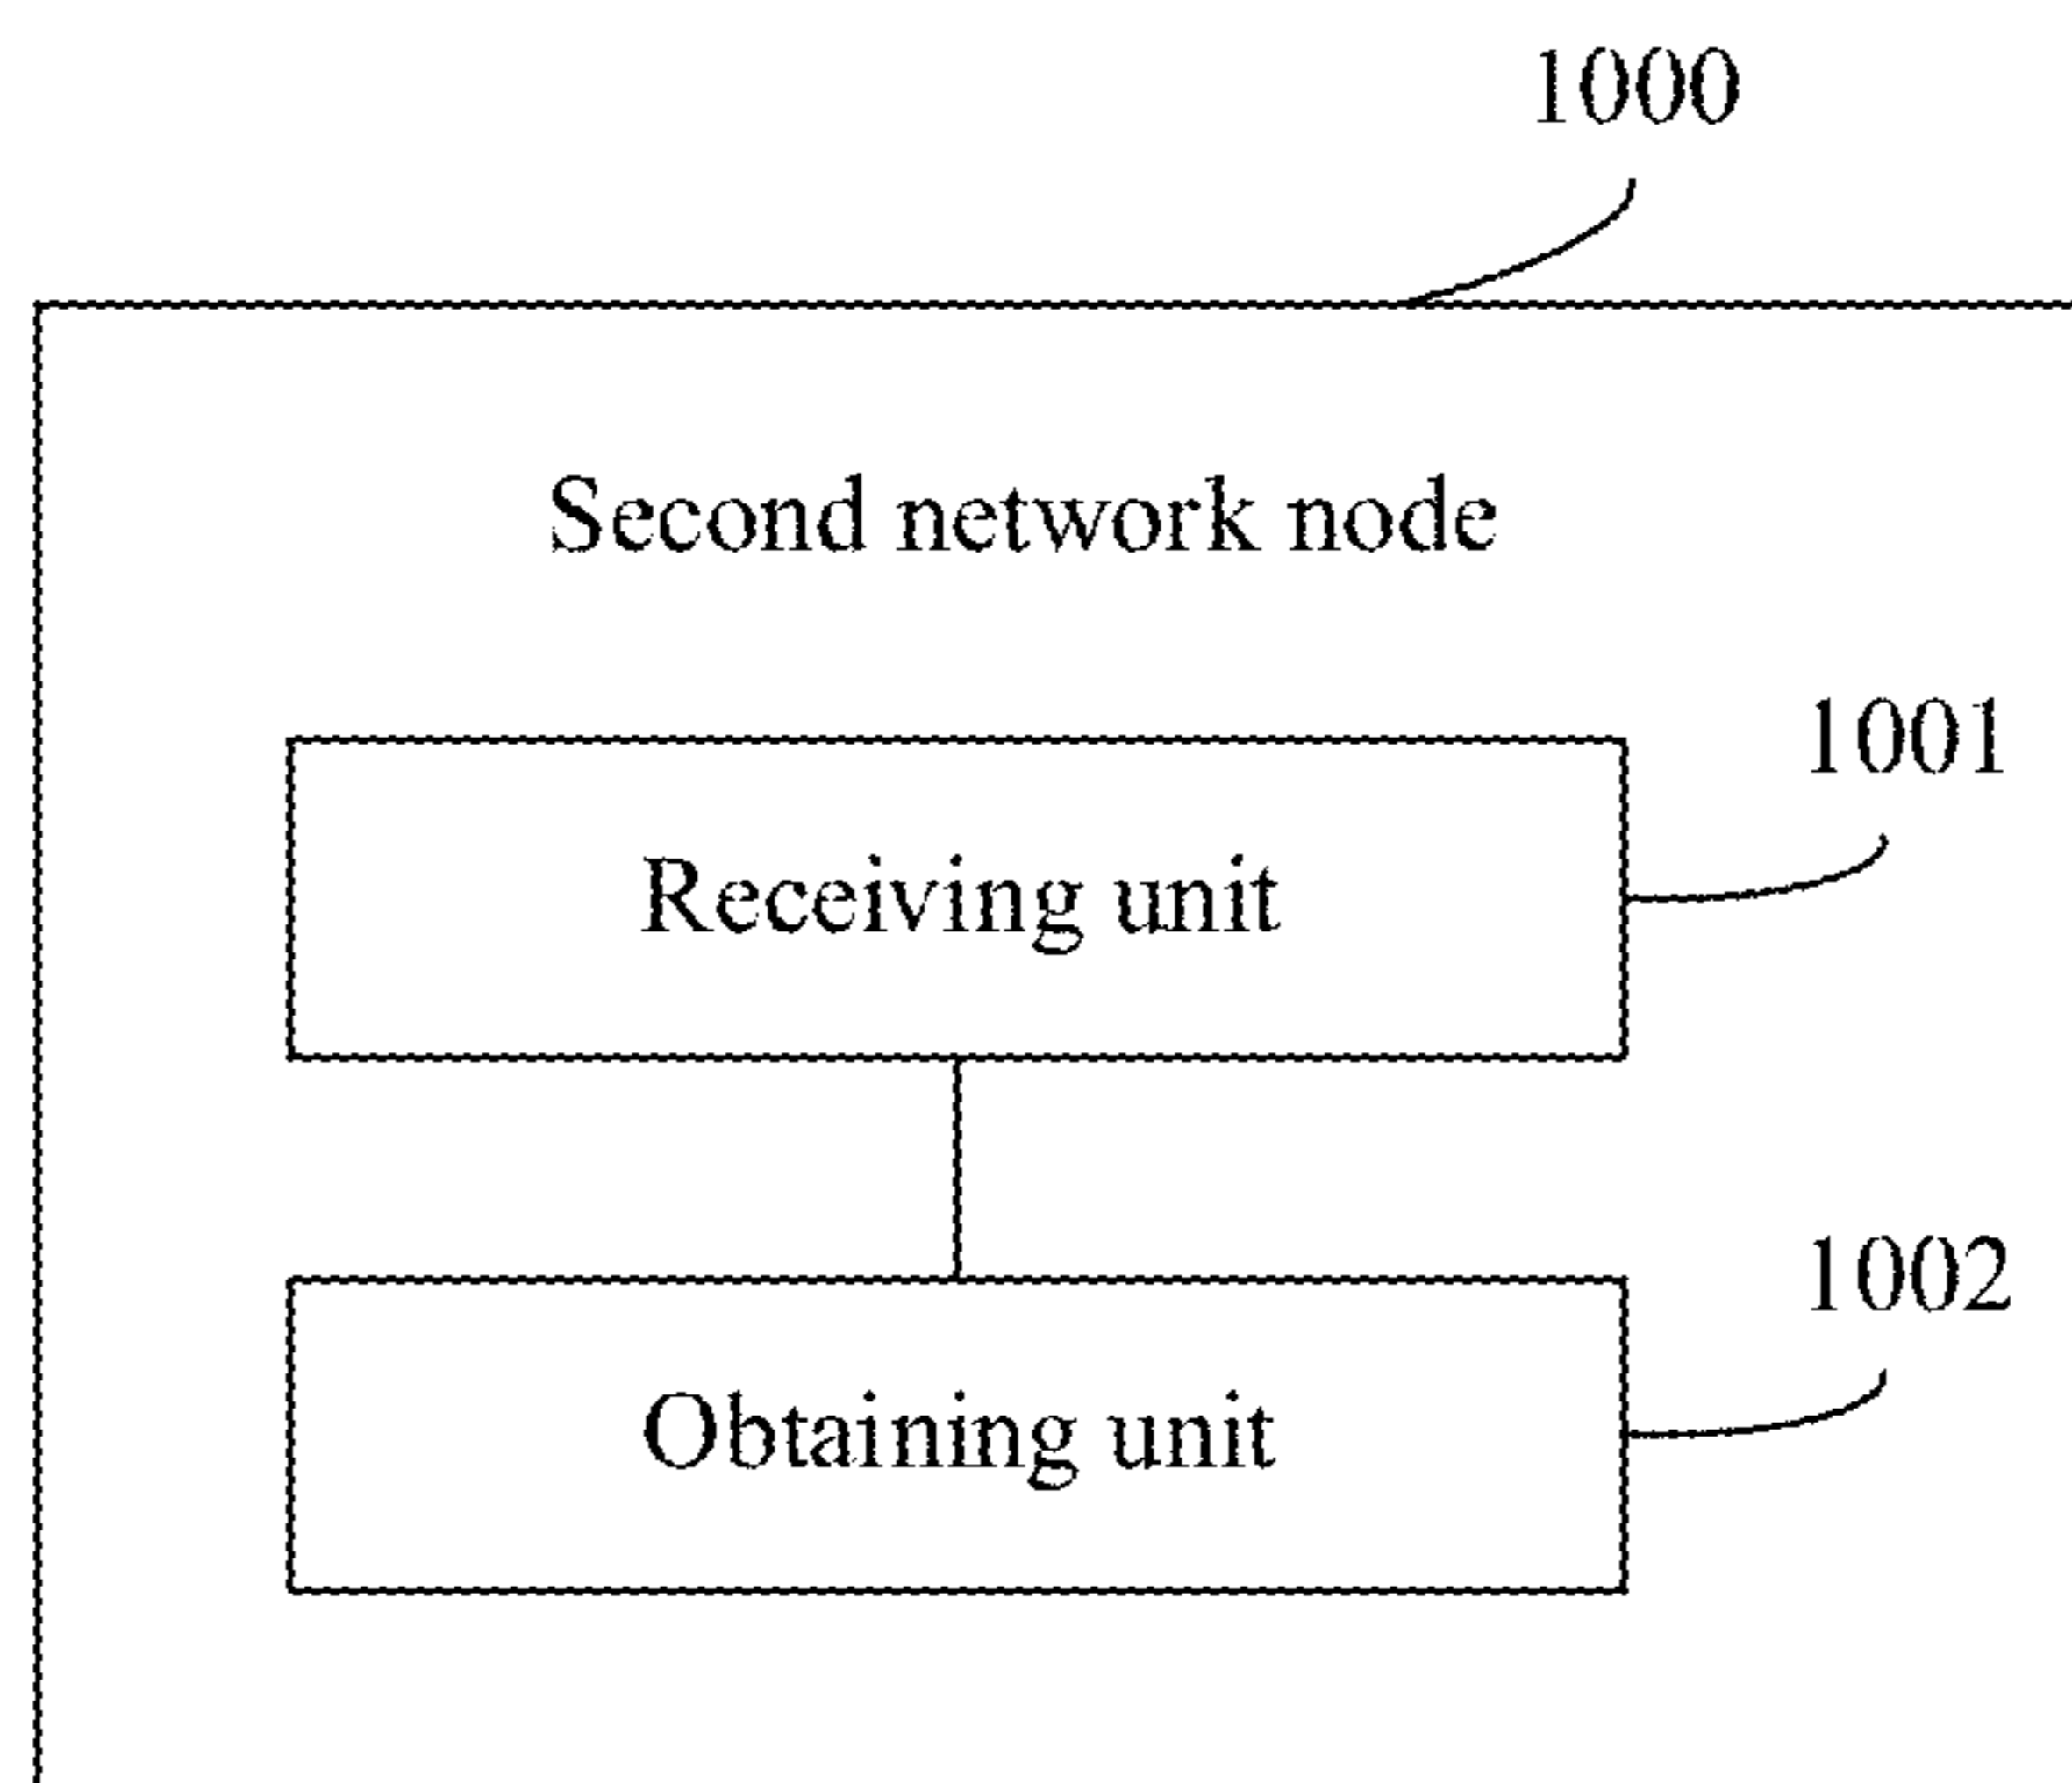 1000
Second network node
1001
Receiving unit
1002
Obtaining unit